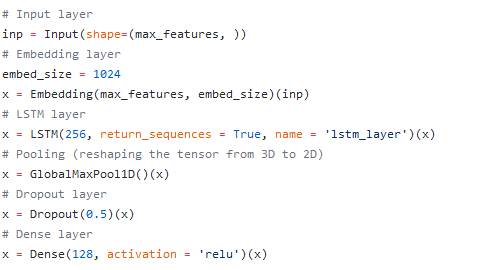 # Input layer
inp = Input(shape=(max_features, ))
# Embedding layer
embed_size = 1024
x = Embedding(max_features, embed_size)(inp)
# LSTM layer
x = LSTM(256, return_sequences = True, name = 'lstm_layer')(x)
# Pooling (reshaping the tensor from 3D to 2D)
x = GlobalMaxPool1D()(x)
# Dropout layer
x = Dropout(0.5)(x)
# Dense layer
x = Dense(128, activation = 'relu')(x)